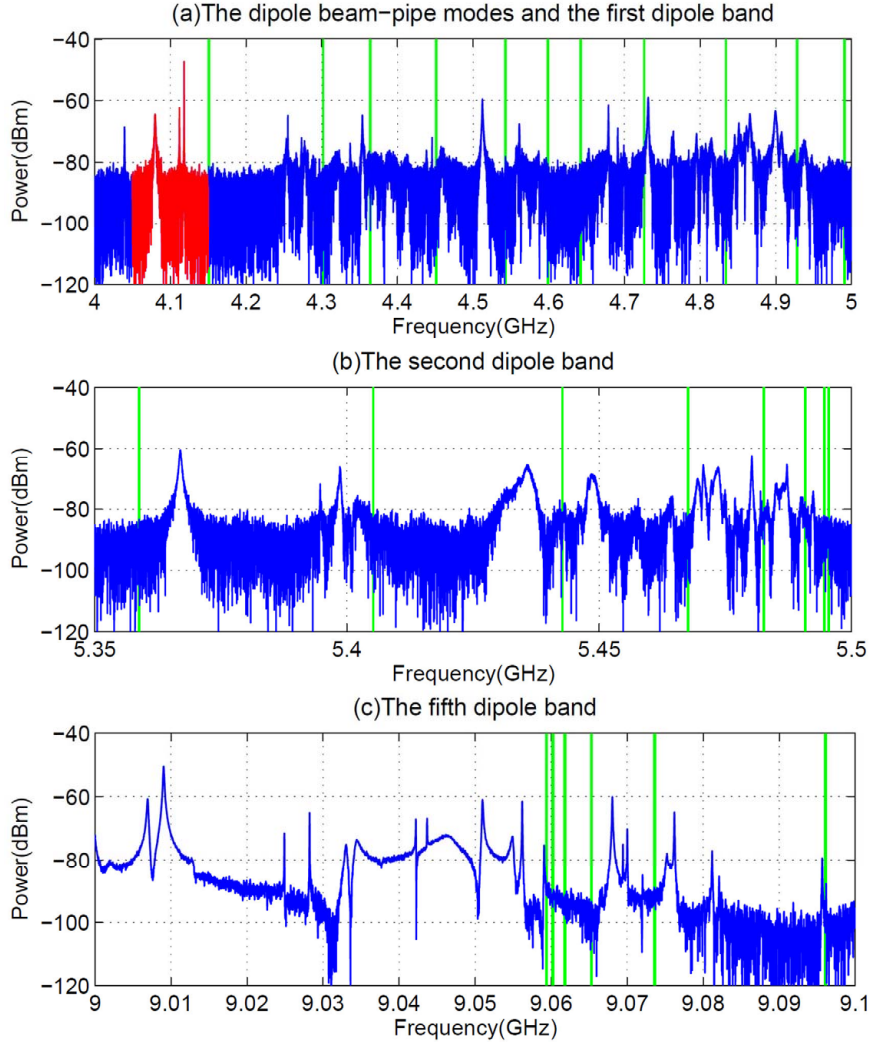 (a)The dipole beam−pipe modes and the first dipole band
−40
−60
−80
−100
−120
Power(dBm)
4 4.1 4.2 4.3 4.4 4.5 4.6 4.7 4.8 4.9 5
Frequency(GHz)
(b)The second dipole band
−40
−60
−80
−100
−120
Power(dBm)
5.35 5.4 5.45 5.5
Frequency(GHz)
(c)The fifth dipole band
−40
−60
−80
−100
−120
Power(dBm)
9 9.01 9.02 9.03 9.04 9.05 9.06 9.07 9.08 9.09 9.1
Frequency(GHz)